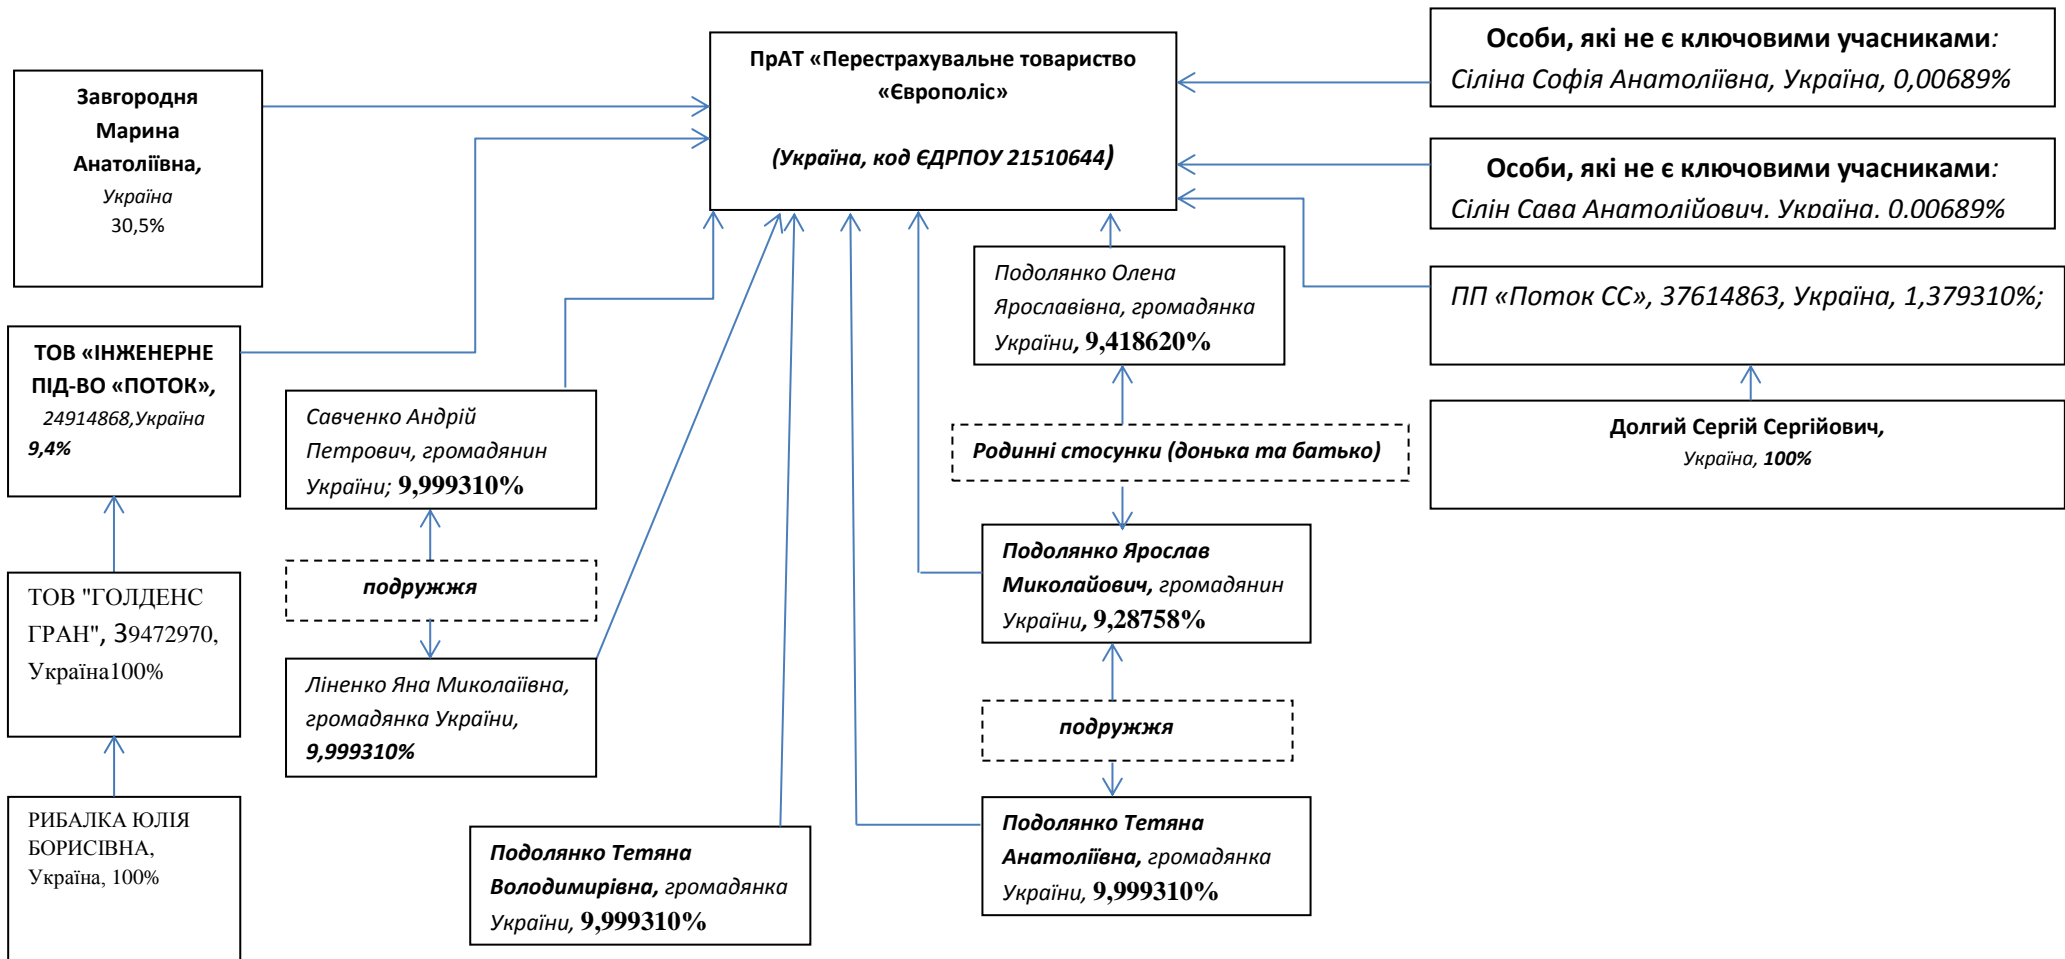 ПрАТ «Перестрахувальне товариство
«Європоліс»
(Україна, код ЄДРПОУ 21510644)
Завгородня
Марина
Анатоліївна,
Україна
30,5%
Особи, які не є ключовими учасниками:
Сіліна Софія Анатоліївна, Україна, 0,00689%
Особи, які не є ключовими учасниками:
Сілін Сава Анатолійович. Україна. 0.00689%
ПП «Поток СС», 37614863, Україна, 1,379310%;
Долгий Сергій Сергійович,
Україна, 100%
ТОВ «ІНЖЕНЕРНЕ
ПІД-ВО «ПОТОК»,
24914868,Україна
9,4%
ТОВ "ГОЛДЕНС
ГРАН", 39472970,
Україна100%
РИБАЛКА ЮЛІЯ
БОРИСІВНА,
Україна, 100%
Савченко Андрій
Петрович, громадянин
України; 9,999310%
подружжя
Ліненко Яна Миколаїівна,
громадянка України,
9,999310%
Подолянко Тетяна
Володимирівна, громадянка
України, 9,999310%
Подолянко Олена
Ярославівна, громадянка
України, 9,418620%
Родинні стосунки (донька та батько)
Подолянко Ярослав
Миколайович, громадянин
України, 9,28758%
подружжя
Подолянко Тетяна
Анатоліївна, громадянка
України, 9,999310%